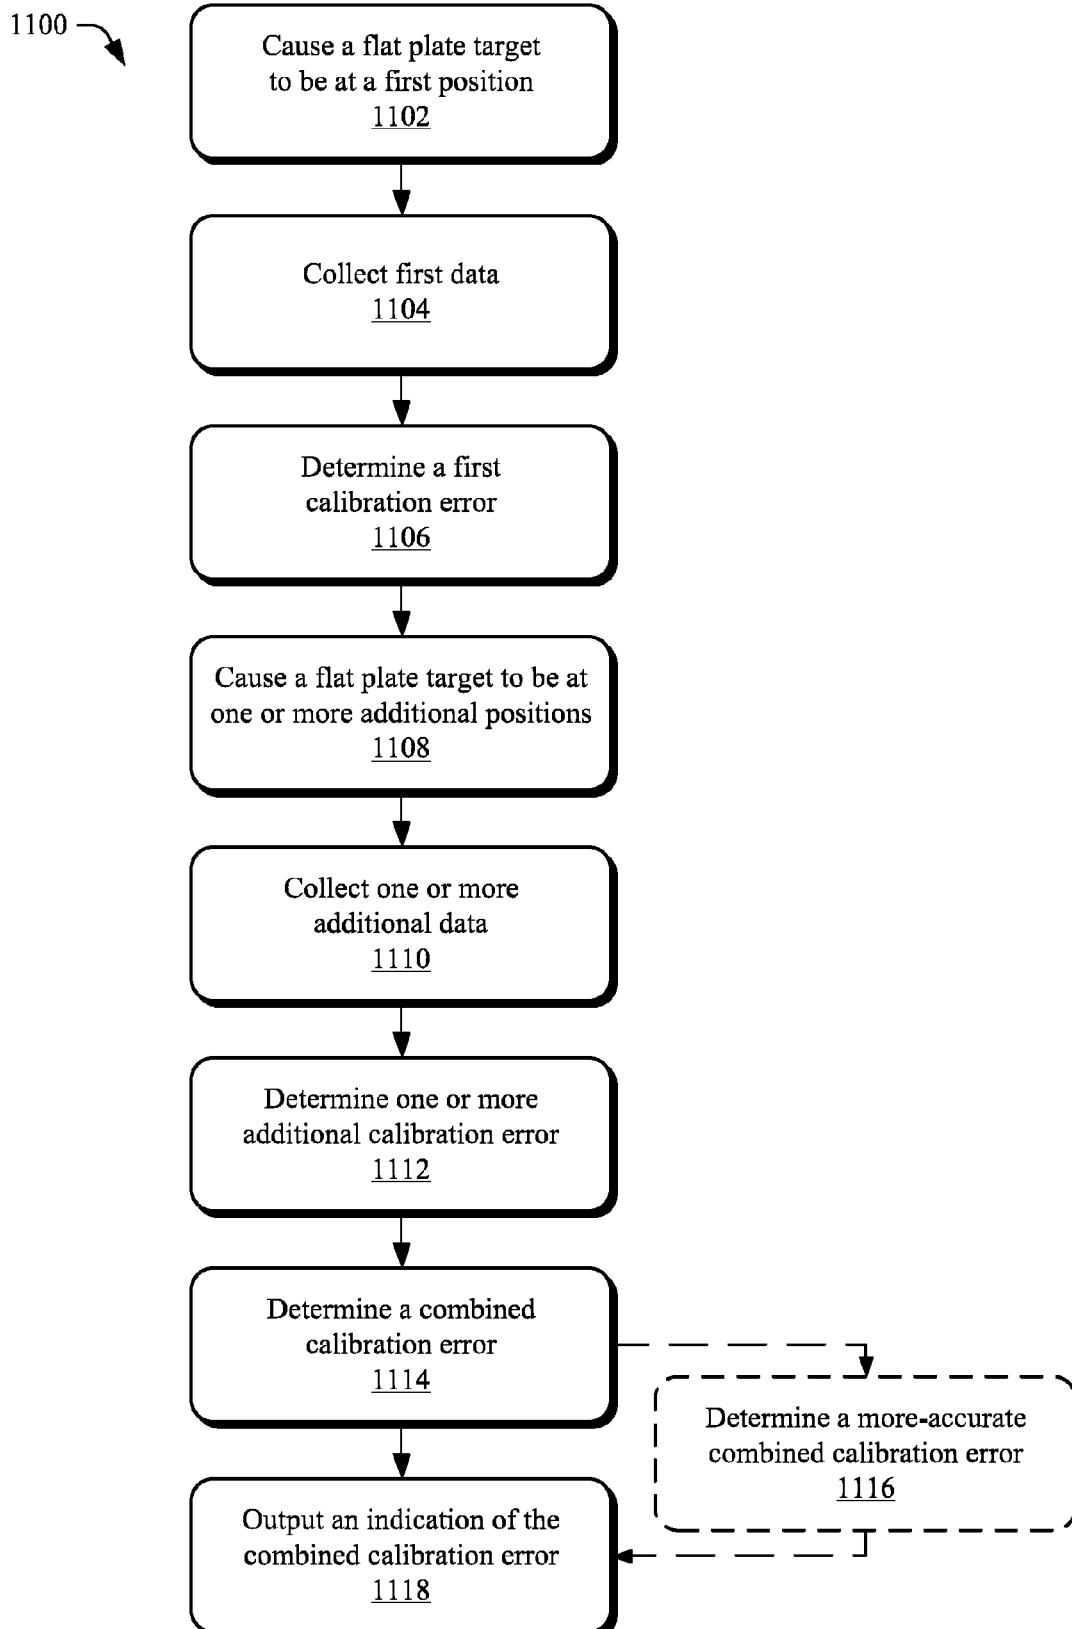 1100
Cause a flat plate target
to be at a first position
1102
Collect first data
1104
Determine a first
calibration error
1106
Cause a flat plate target to be at
one or more additional positions
1108
Collect one or more
additional data
1110
Determine one or more
additional calibration error
1112
Determine a combined
calibration error
1114
Determine a more-accurate
combined calibration error
1116
Output an indication of the
combined calibration error
1118